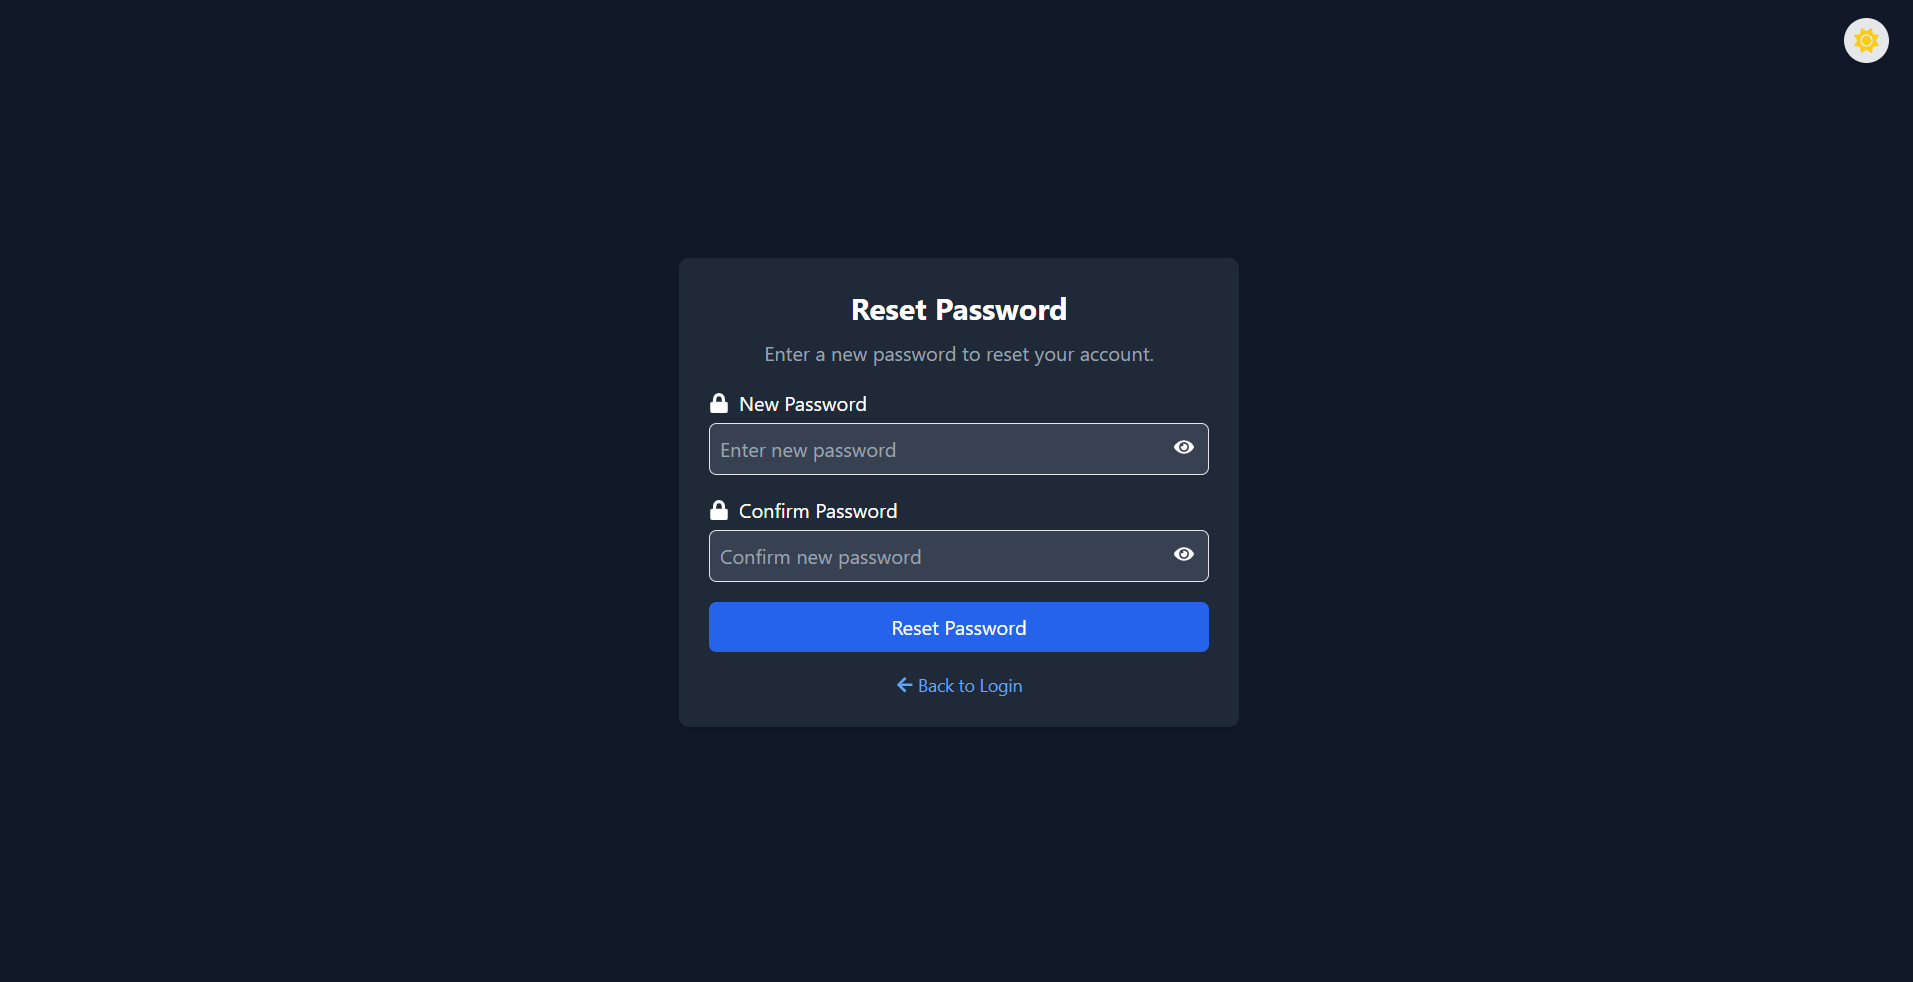 Reset Password
Enter a new password to reset your account.
New Password
Enter new password
Confirm Password
Confirm new password
Reset Password
Back to Login